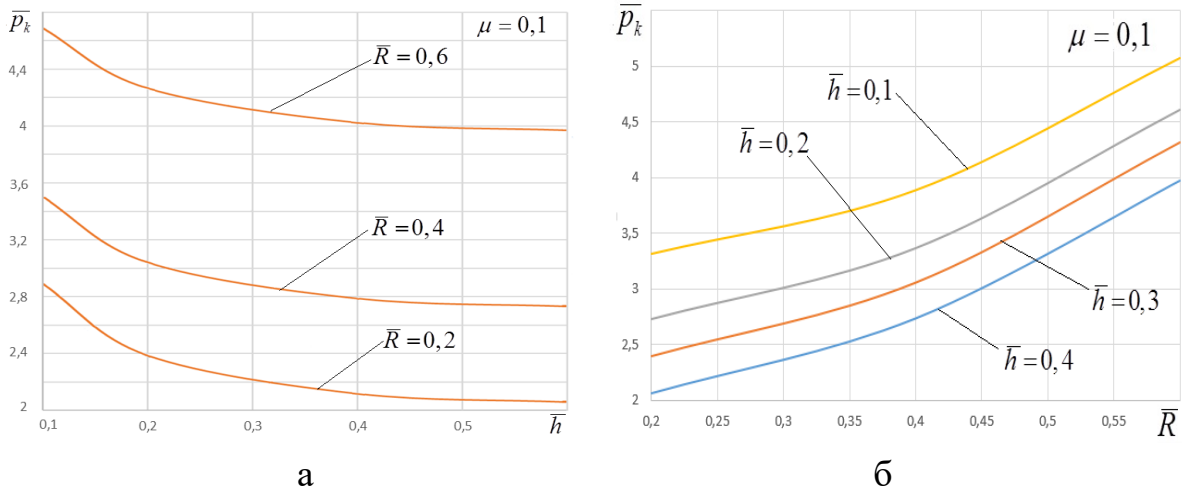 p̅ₖ
μ = 0,1
4,4
4
3,6
3,2
2,8
2,4
2
R̅ = 0,6
R̅ = 0,4
R̅ = 0,2
0,1 0,2 0,3 0,4 0,5 h̅
а
p̅ₖ
μ = 0,1
5
4,5
4
3,5
3
2,5
2
h̅ = 0,1
h̅ = 0,2
h̅ = 0,3
h̅ = 0,4
0,2 0,25 0,3 0,35 0,4 0,45 0,5 0,55 R̅
б